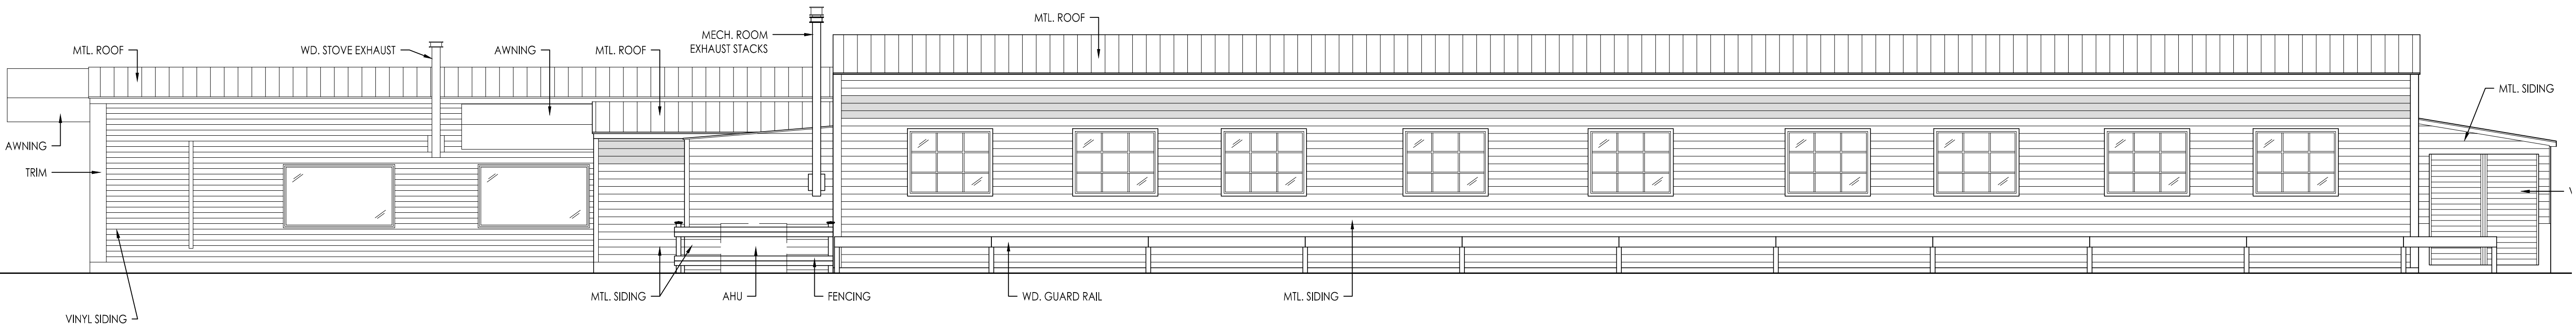 MTL. ROOF
MTL. ROOF
WD. STOVE EXHAUST
AWNING
MTL. ROOF
MECH. ROOM
EXHAUST STACKS
MTL. SIDING
AWNING
TRIM
MTL. SIDING
AHU
FENCING
WD. GUARD RAIL
MTL. SIDING
VINYL SIDING